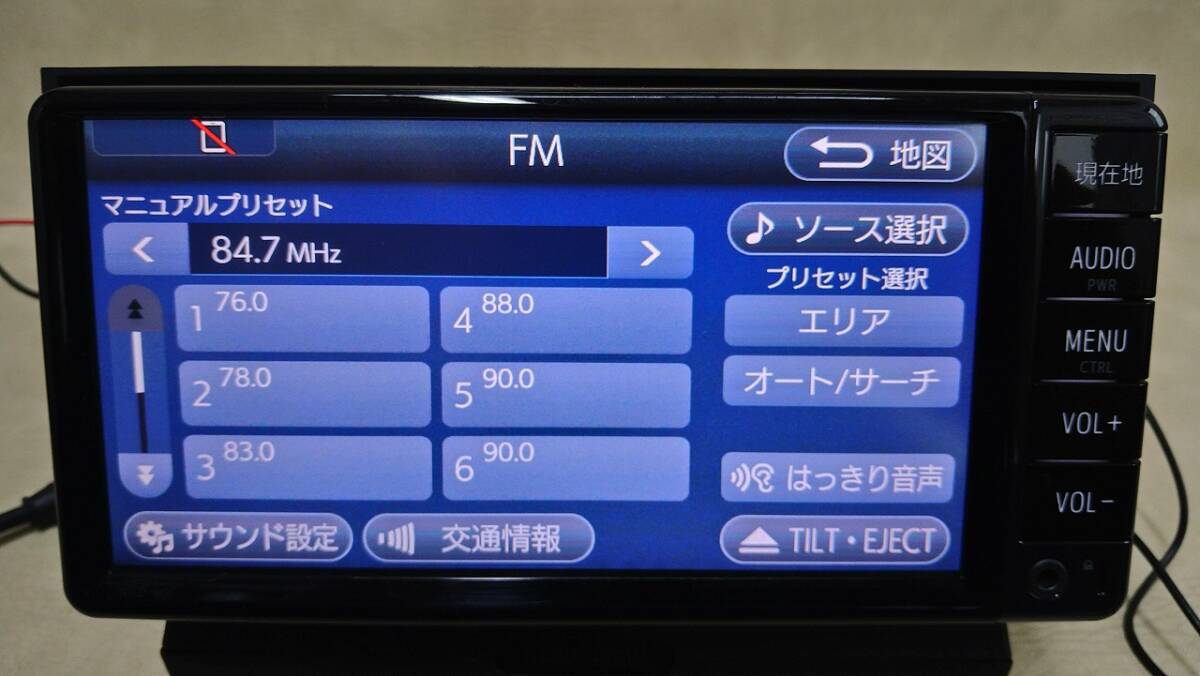 FM
地図
マニュアルプリセット
84.7 MHz
ソース選択
プリセット選択
1 76.0
4 88.0
エリア
2 78.0
5 90.0
オート/サーチ
3 83.0
6 90.0
はっきり音声
サウンド設定
交通情報
TILT・EJECT
現在地
AUDIO
PWR
MENU
CTRL
VOL+
VOL-